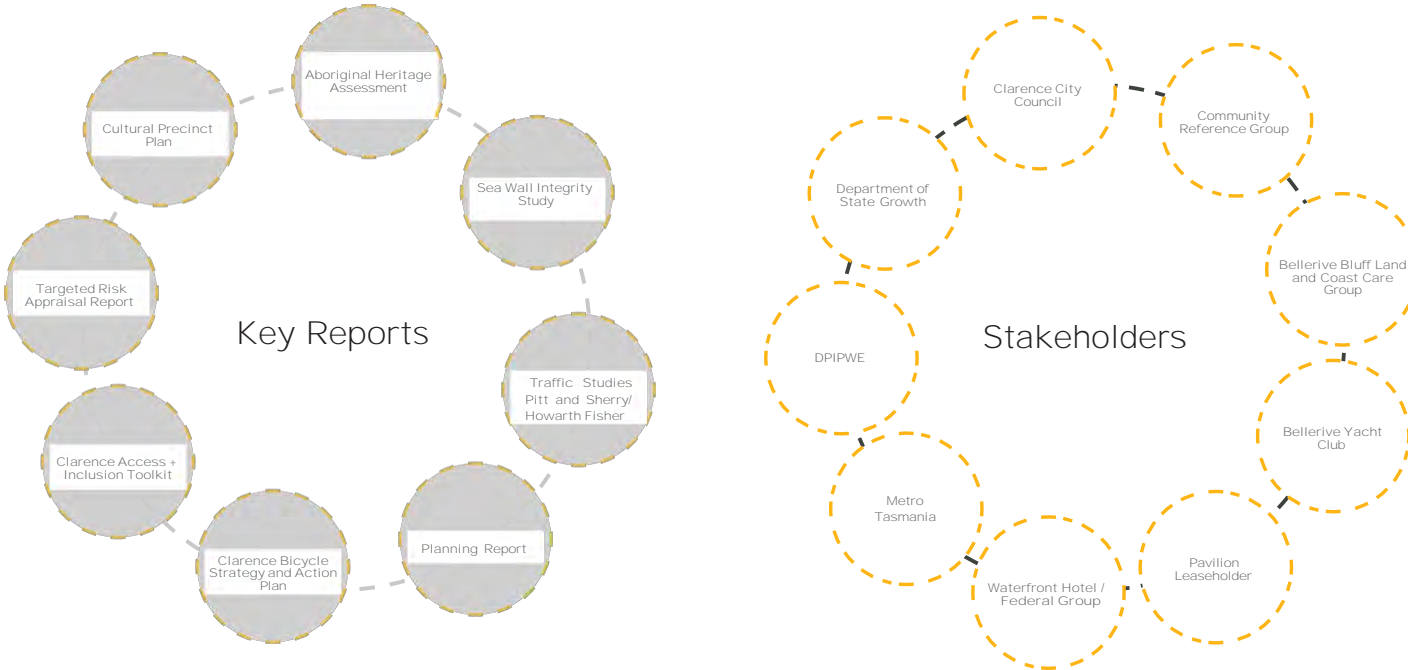 Key Reports
Aboriginal Heritage
Assessment
Sea Wall Integrity
Study
Traffic Studies
Pitt and Sherry/
Howarth Fisher
Planning Report
Clarence Bicycle
Strategy and Action
Plan
Clarence Access +
Inclusion Toolkit
Targeted Risk
Appraisal Report
Cultural Precinct
Plan
Stakeholders
Clarence City
Council
Community
Reference Group
Bellerive Bluff Land
and Coast Care
Group
Bellerive Yacht
Club
Pavilion
Leaseholder
Waterfront Hotel /
Federal Group
Metro
Tasmania
DPIPWE
Department of
State Growth